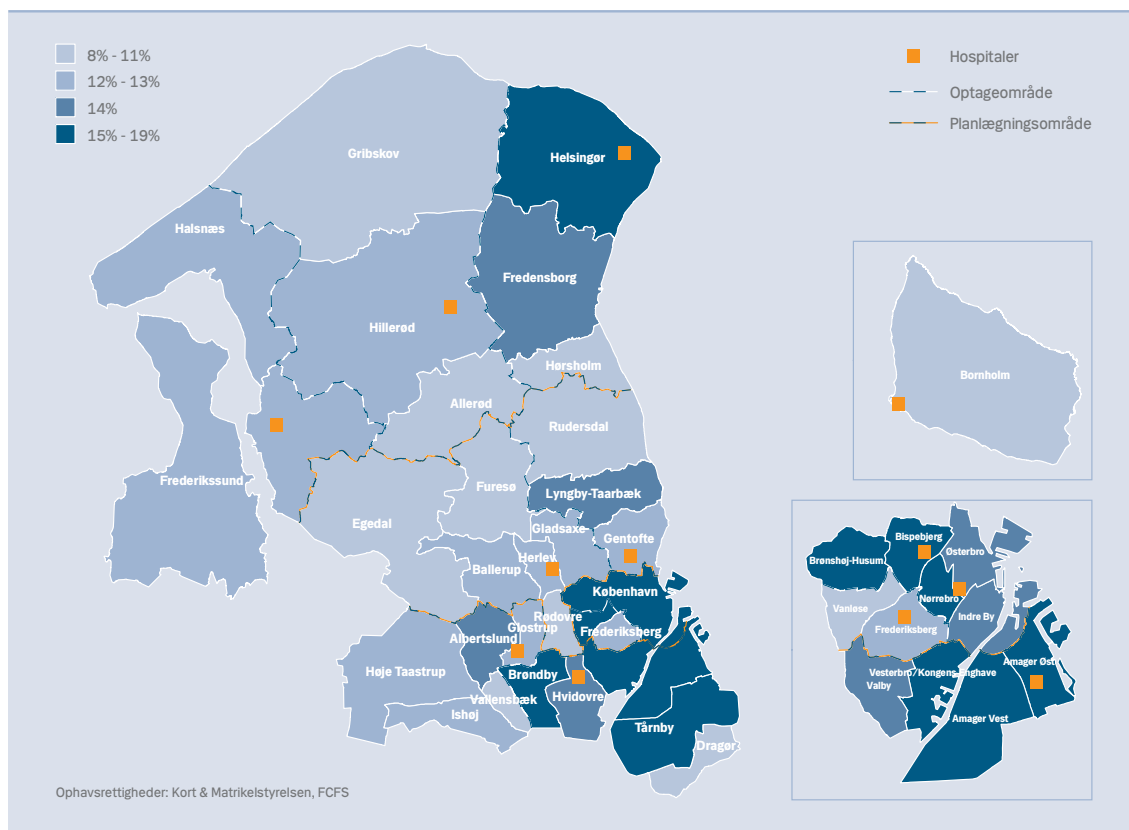 8% - 11%
12% - 13%
14%
15% - 19%
Hospitaler
Optageområde
Planlægningsområde
Gribskov
Helsingør
Halsnæs
Fredensborg
Hillerød
Hørsholm
Allerød
Rudersdal
Frederikssund
Furesø
Lyngby-Taarbæk
Egedal
Gladsaxe
Gentofte
Herlev
Ballerup
København
Rødovre
Glostrup
Frederiksberg
Albertslund
Høje Taastrup
Brøndby
Vallensbæk
Hvidovre
Ishøj
Tårnby
Dragør
Bornholm
Bispebjerg
Østerbro
Brønshøj-Husum
Nørrebro
Vanløse
Indre By
Frederiksberg
Vesterbro/Kongens Enghave
Valby
Amager Øst
Amager Vest
Ophavsrettigheder: Kort & Matrikelstyrelsen, FCFS